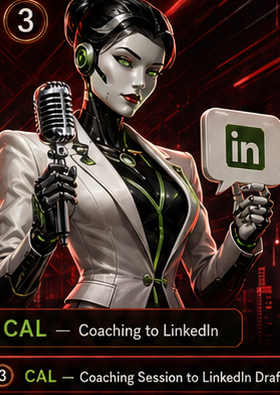 3
in
CAL — Coaching to LinkedIn
3 CAL — Coaching Session to LinkedIn Draf